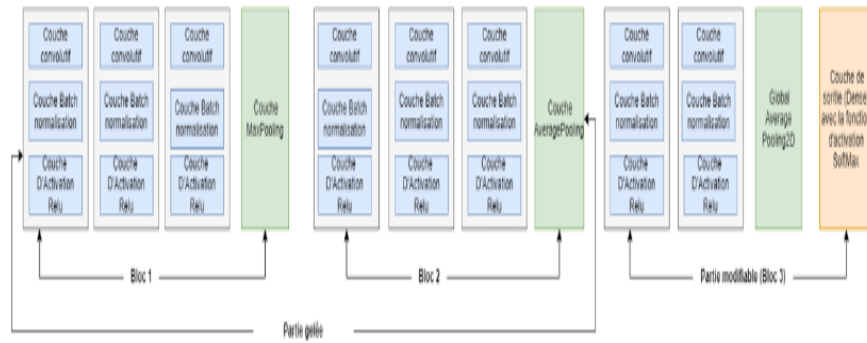 Couche
convolutif
Couche Batch
normalisation
Couche
D'Activation
Relu
Couche
convolutif
Couche Batch
normalisation
Couche
D'Activation
Relu
Couche
convolutif
Couche Batch
normalisation
Couche
D'Activation
Relu
Couche
MaxPooling
Couche
convolutif
Couche Batch
normalisation
Couche
D'Activation
Relu
Couche
convolutif
Couche Batch
normalisation
Couche
D'Activation
Relu
Couche
convolutif
Couche Batch
normalisation
Couche
D'Activation
Relu
Couche
AveragePooling
Couche
convolutif
Couche Batch
normalisation
Couche
D'Activation
Relu
Couche
convolutif
Couche Batch
normalisation
Couche
D'Activation
Relu
Global
Average
Pooling2D
Couche de
sortie (Dense
avec la fonction
d'activation
SoftMax
Bloc 1
Bloc 2
Partie modifiable (Bloc 3)
Partie gelée